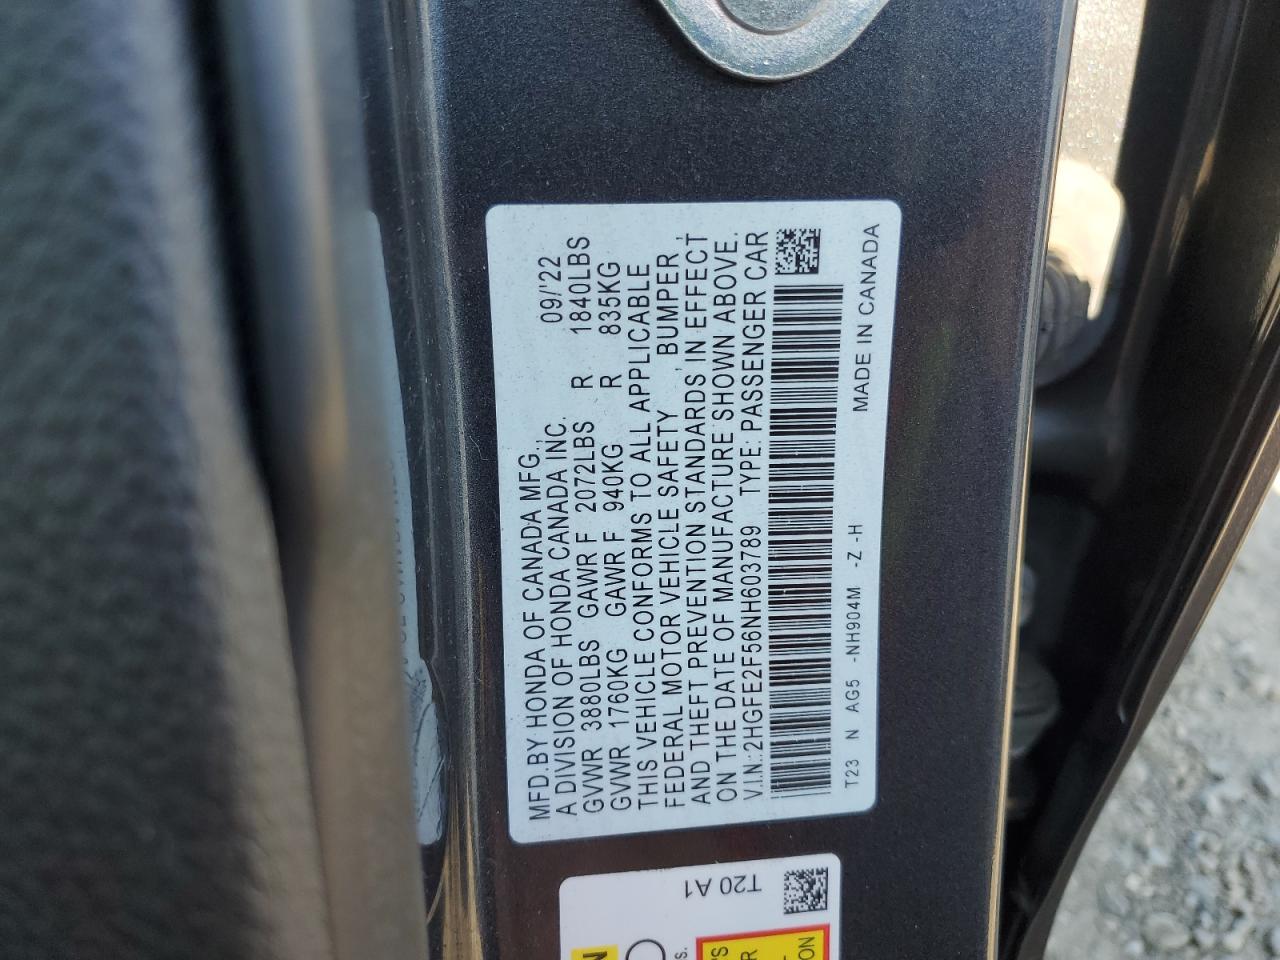 MFD.BY HONDA OF CANADA MFG.,
A DIVISION OF HONDA CANADA INC. 09/'22
GVWR 3880LBS GAWR F 2072LBS R 1840LBS
GVWR 1760KG GAWR F 940KG R 835KG
THIS VEHICLE CONFORMS TO ALL APPLICABLE
FEDERAL MOTOR VEHICLE SAFETY, BUMPER,
AND THEFT PREVENTION STANDARDS, IN EFFECT
ON THE DATE OF MANUFACTURE SHOWN ABOVE.
V.I.N.:2HGFE2F56NH603789 TYPE: PASSENGER CAR
T23 N AG5 -NH904M -Z -H MADE IN CANADA
T20 A1